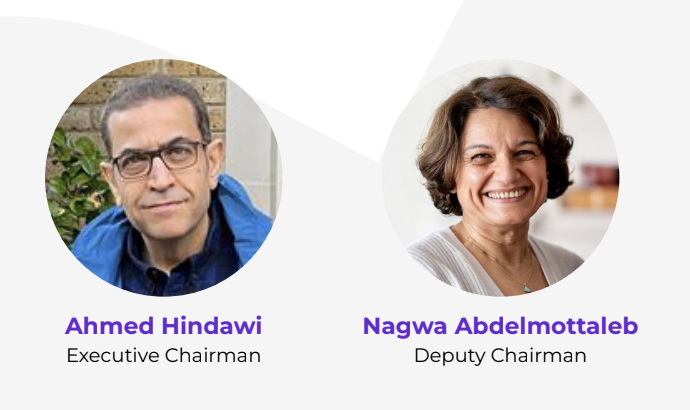 Ahmed Hindawi
Executive Chairman
Nagwa Abdelmottaleb
Deputy Chairman